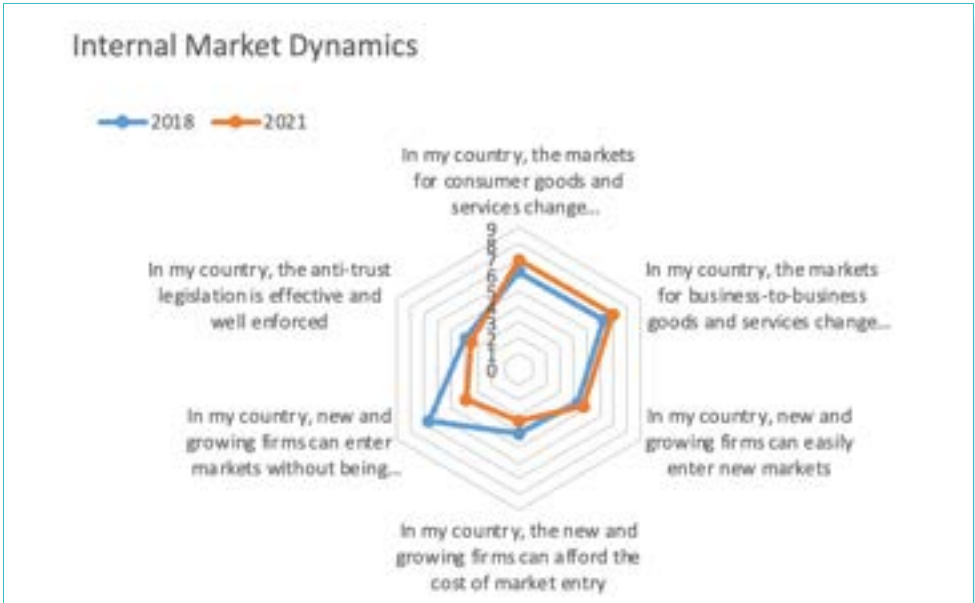 Internal Market Dynamics
2018 2021
In my country, the markets
for consumer goods and
services change...
In my country, the markets
for business-to-business
goods and services change...
In my country, new and
growing firms can easily
enter new markets
In my country, the new and
growing firms can afford the
cost of market entry
In my country, new and
growing firms can enter
markets without being...
In my country, the anti-trust
legislation is effective and
well enforced
9
8
7
6
5
4
3
2
1
0